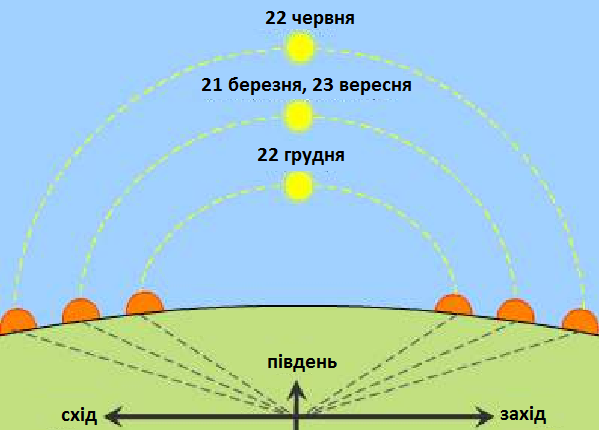 22 червня
21 березня, 23 вересня
22 грудня
південь
схід
захід